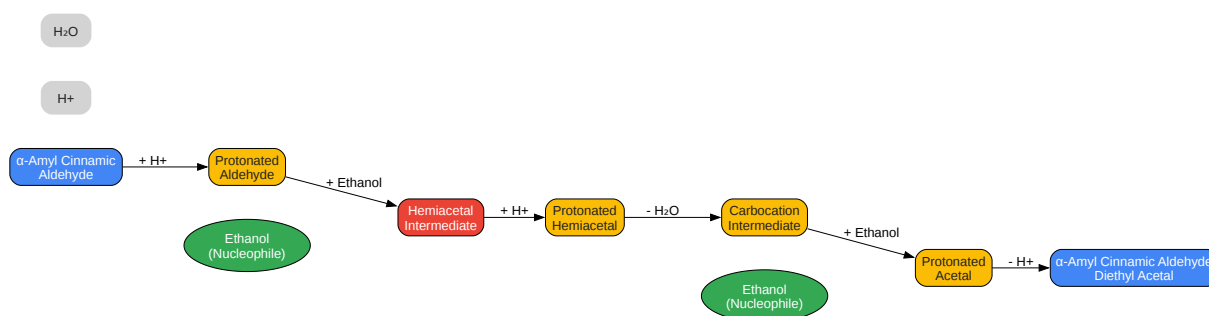 H₂O
H+
α-Amyl Cinnamic
Aldehyde
+ H+
Protonated
Aldehyde
+ Ethanol
Ethanol
(Nucleophile)
Hemiacetal
Intermediate
+ H+
Protonated
Hemiacetal
- H₂O
Carbocation
Intermediate
+ Ethanol
Ethanol
(Nucleophile)
Protonated
Acetal
- H+
α-Amyl Cinnamic Aldehyde
Diethyl Acetal